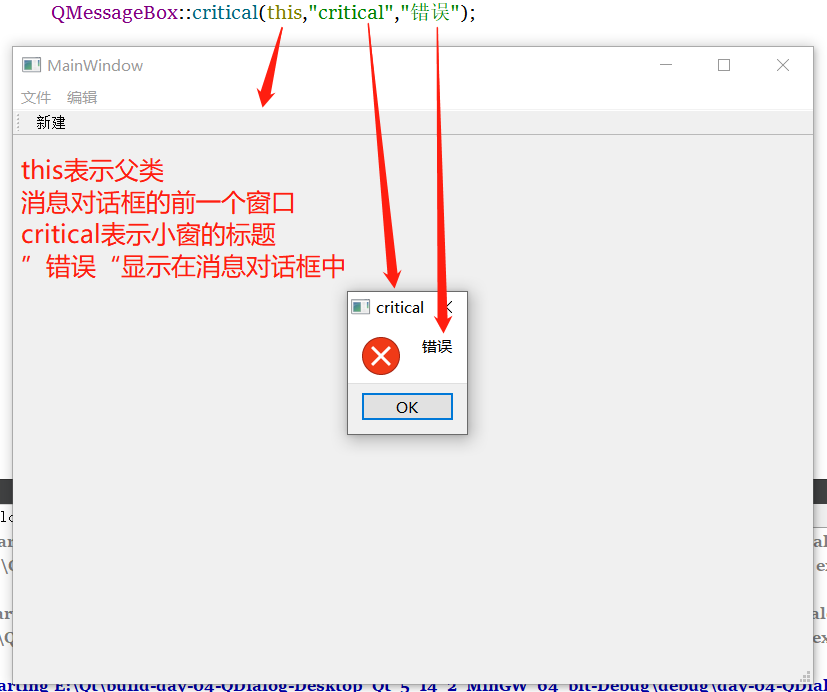 QMessageBox::critical(this,"critical","错误");
MainWindow
文件 编辑
新建
this表示父类
消息对话框的前一个窗口
critical表示小窗的标题
”错误“显示在消息对话框中
critical
错误
OK
arting E:\Qt\build-day-04-QDialog-Desktop_Qt_5_14_2_MinGW_64_bit-Debug\debug\day-04-QDial